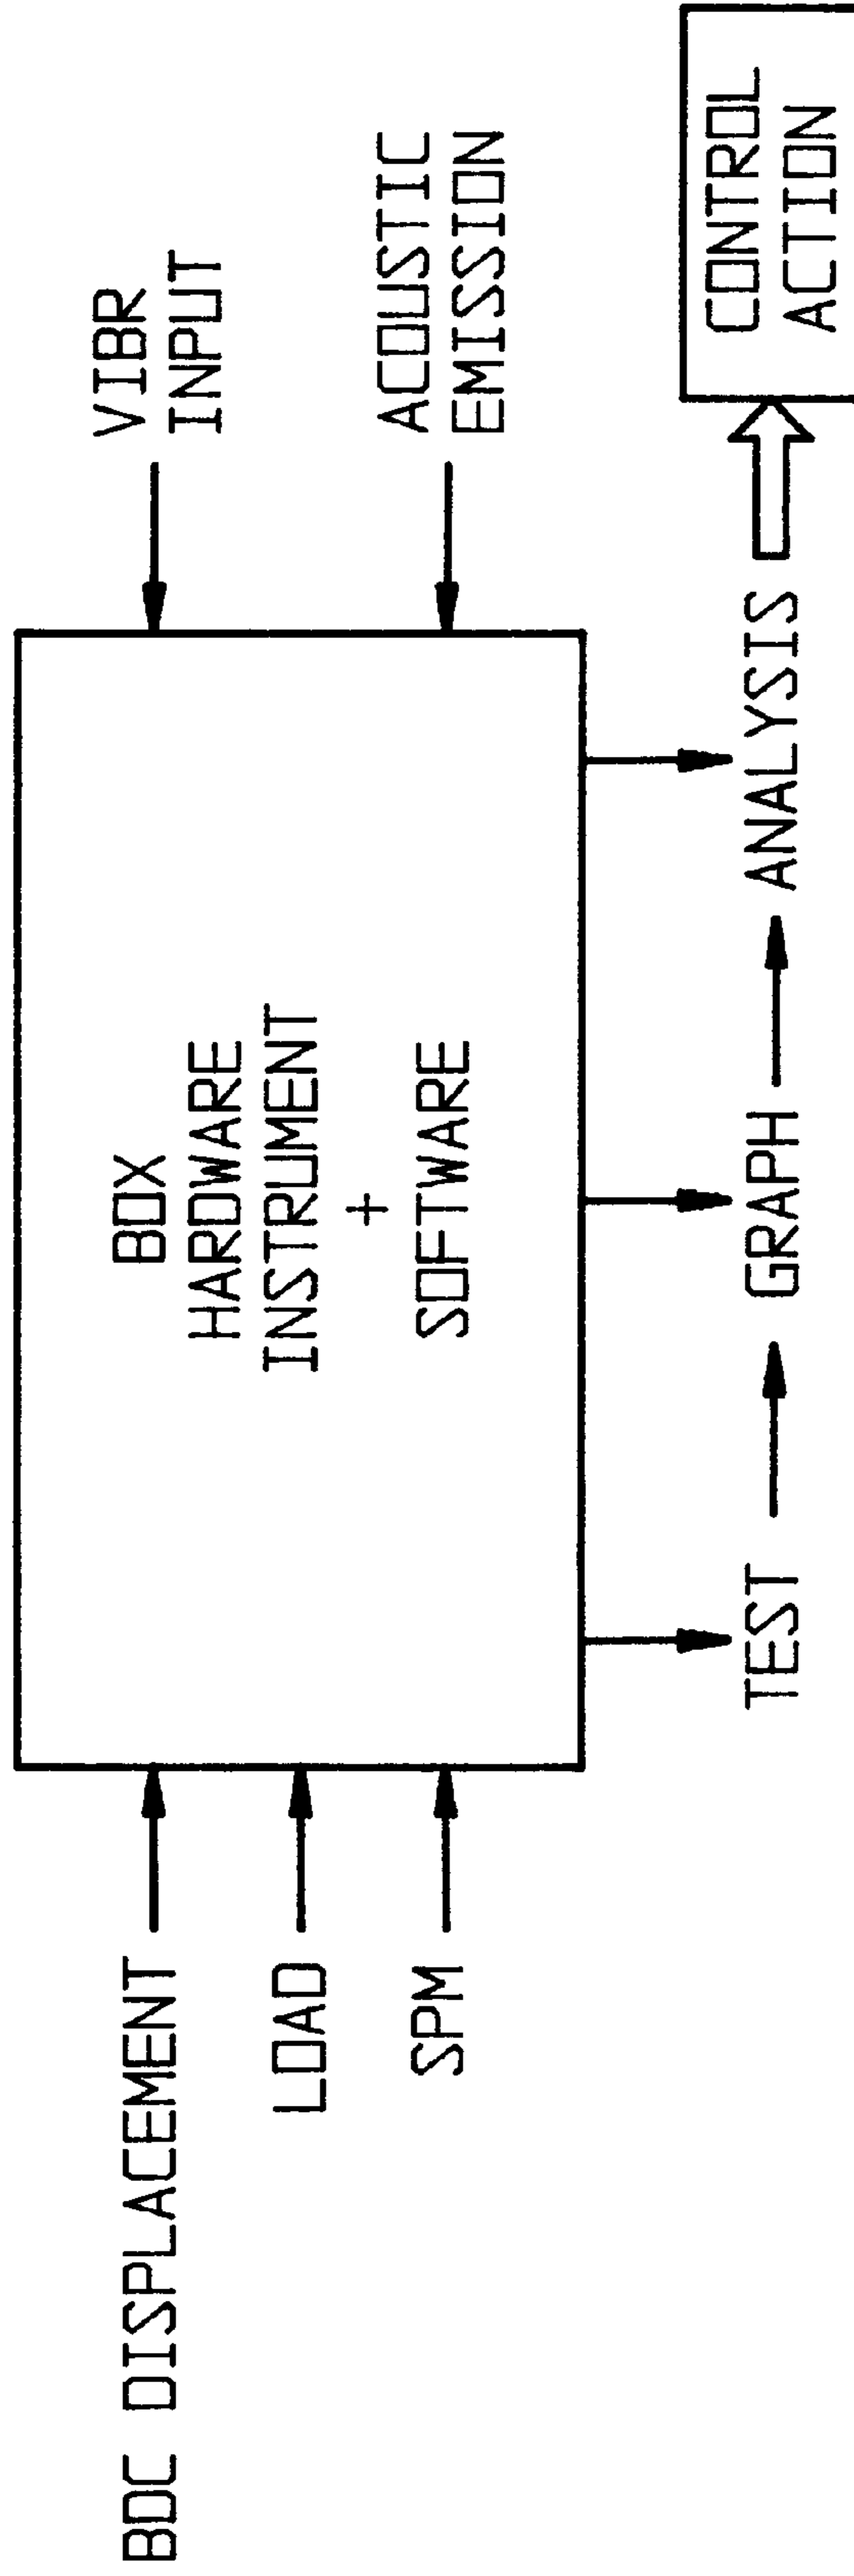 BDC DISPLACEMENT
LOAD
SPM
BOX
HARDWARE
INSTRUMENT
+
SOFTWARE
VIBR
INPUT
ACOUSTIC
EMISSION
TEST
GRAPH
ANALYSIS
CONTROL
ACTION